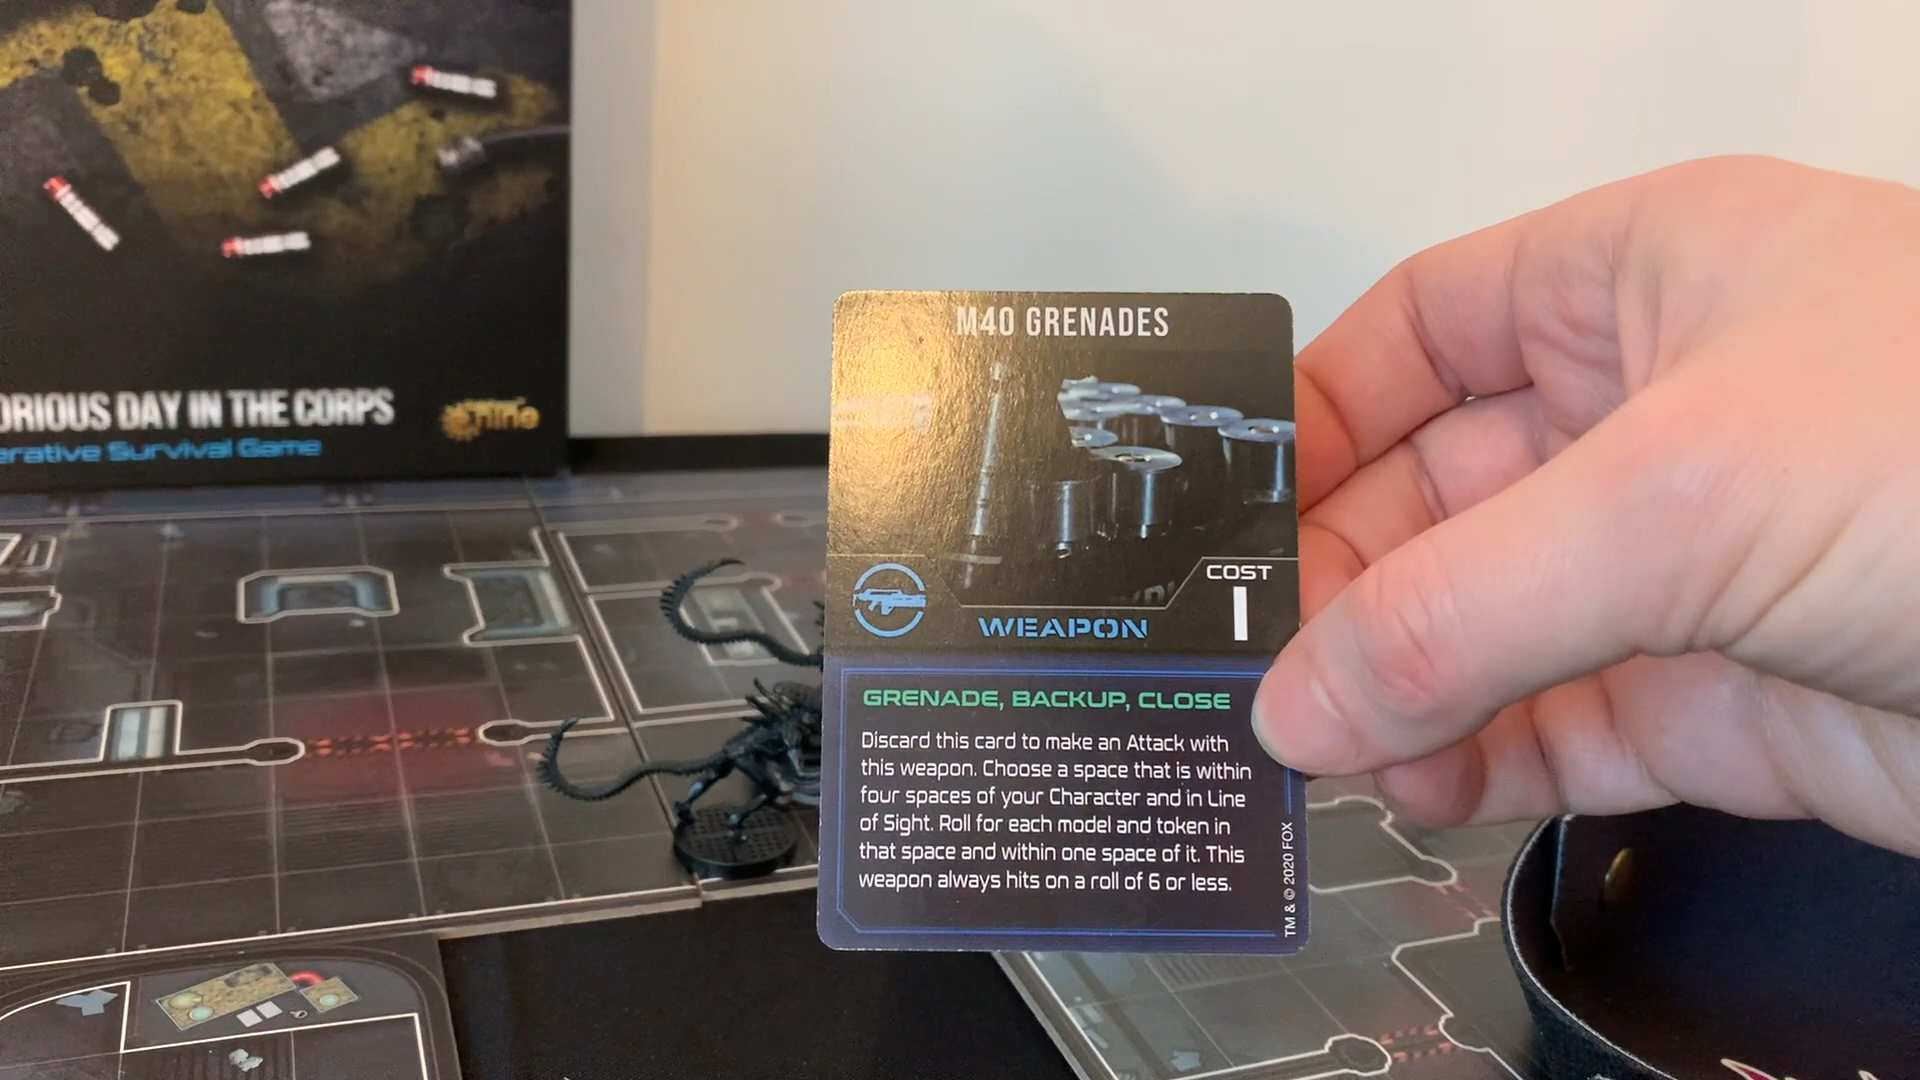 ORIOUS DAY IN THE CORPS
erative Survival Game
nine
M40 GRENADES
COST
1
WEAPON
GRENADE, BACKUP, CLOSE
Discard this card to make an Attack with
this weapon. Choose a space that is within
four spaces of your Character and in Line
of Sight. Roll for each model and token in
that space and within one space of it. This
weapon always hits on a roll of 6 or less.
TM & © 2020 FOX